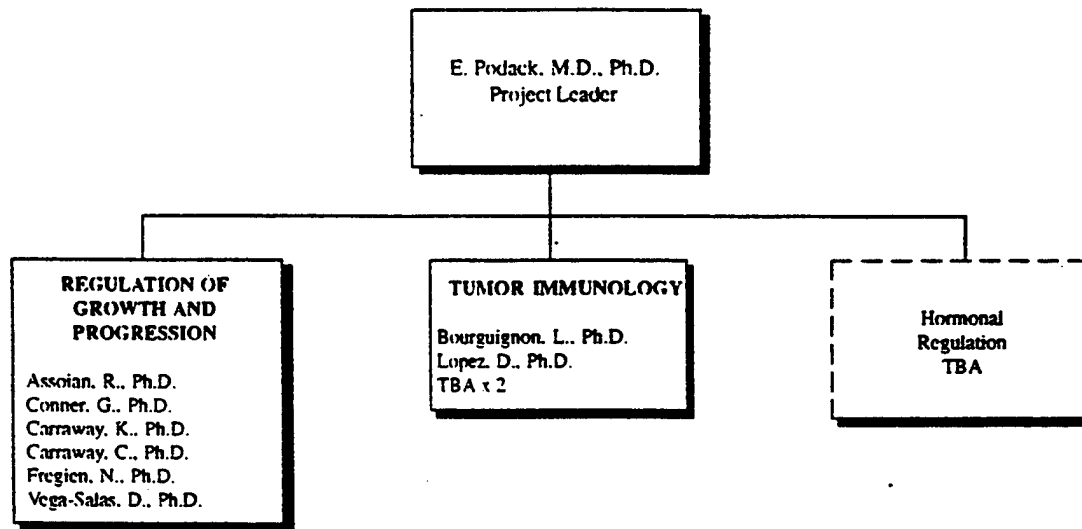 E. Podack, M.D., Ph.D.
Project Leader
REGULATION OF
GROWTH AND
PROGRESSION
Assoian, R., Ph.D.
Conner, G., Ph.D.
Carraway, K., Ph.D.
Carraway, C., Ph.D.
Fregien, N., Ph.D.
Vega-Salas, D., Ph.D.
TUMOR IMMUNOLOGY
Bourguignon, L., Ph.D.
Lopez, D., Ph.D.
TBA x 2
Hormonal
Regulation
TBA